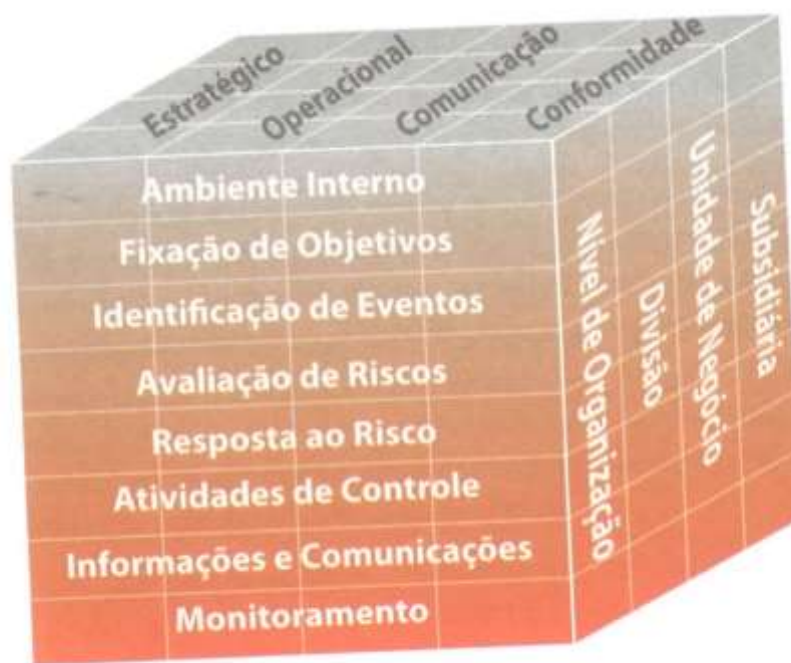 Estratégico
Operacional
Comunicação
Conformidade
Ambiente Interno
Fixação de Objetivos
Identificação de Eventos
Avaliação de Riscos
Resposta ao Risco
Atividades de Controle
Informações e Comunicações
Monitoramento
Nível de Organização
Divisão
Unidade de Negócio
Subsidiária